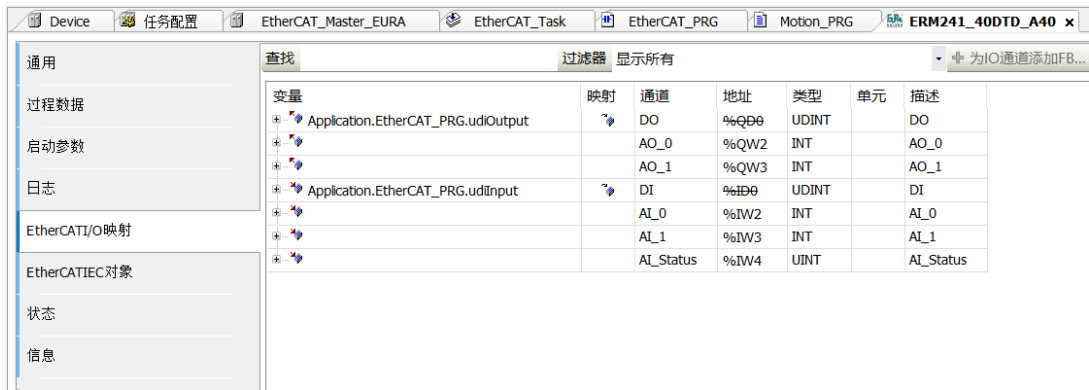 Device 任务配置 EtherCAT_Master_EURA EtherCAT_Task EtherCAT_PRG Motion_PRG ERM241_40DTD_A40 x
通用
过程数据
启动参数
日志
EtherCATI/O映射
EtherCATIEC对象
状态
信息
查找 过滤器 显示所有 为IO通道添加FB...
变量 映射 通道 地址 类型 单元 描述
Application.EtherCAT_PRG.udiOutput DO %QD0 UDINT DO
AO_0 %QW2 INT AO_0
AO_1 %QW3 INT AO_1
Application.EtherCAT_PRG.udiInput DI %ID0 UDINT DI
AI_0 %IW2 INT AI_0
AI_1 %IW3 INT AI_1
AI_Status %IW4 UINT AI_Status